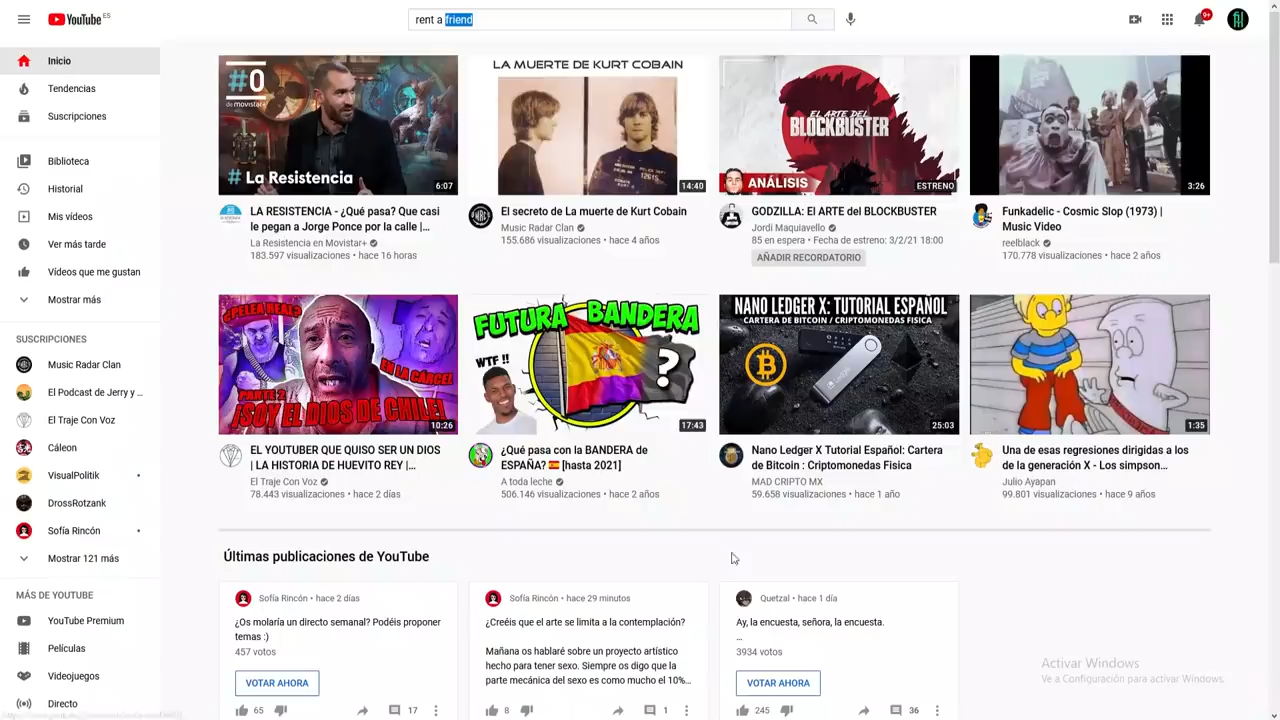 YouTube ES
rent a friend
9+
Inicio
Tendencias
Suscripciones
Biblioteca
Historial
Mis vídeos
Ver más tarde
Vídeos que me gustan
Mostrar más
SUSCRIPCIONES
Music Radar Clan
El Podcast de Jerry y ...
El Traje Con Voz
Cáleon
VisualPolitik
DrossRotzank
Sofía Rincón
Mostrar 121 más
MÁS DE YOUTUBE
YouTube Premium
Películas
Videojuegos
Directo
#0
de movistar+
# La Resistencia
6:07
LA RESISTENCIA - ¿Qué pasa? Que casi
le pegan a Jorge Ponce por la calle |...
La Resistencia en Movistar+
183.597 visualizaciones • hace 16 horas
LA MUERTE DE KURT COBAIN
14:40
El secreto de La muerte de Kurt Cobain
Music Radar Clan
155.686 visualizaciones • hace 4 años
EL ARTE DEL
BLOCKBUSTER
ANÁLISIS
ESTRENO
GODZILLA: El ARTE del BLOCKBUSTER
Jordi Maquiavello
85 en espera • Fecha de estreno: 3/2/21 18:00
AÑADIR RECORDATORIO
3:26
Funkadelic - Cosmic Slop (1973) |
Music Video
reelblack
170.778 visualizaciones • hace 2 años
¿PELEA REAL?
EN LA CÁRCEL
PARTE 2
¡SOY EL DIOS DE CHILE!
10:26
EL YOUTUBER QUE QUISO SER UN DIOS
| LA HISTORIA DE HUEVITO REY |...
El Traje Con Voz
78.443 visualizaciones • hace 2 días
FUTURA BANDERA
WTF !!
?
17:43
¿Qué pasa con la BANDERA de
ESPAÑA? 🇪🇸 [hasta 2021]
A toda leche
506.146 visualizaciones • hace 2 años
NANO LEDGER X: TUTORIAL ESPAÑOL
CARTERA DE BITCOIN / CRIPTOMONEDAS FISICA
25:03
Nano Ledger X Tutorial Español: Cartera
de Bitcoin : Criptomonedas Fisica
MAD CRIPTO MX
59.658 visualizaciones • hace 1 año
1:35
Una de esas regresiones dirigidas a los
de la generación X - Los simpson...
Julio Ayapan
99.801 visualizaciones • hace 9 años
Últimas publicaciones de YouTube
Sofía Rincón • hace 2 días
¿Os molaría un directo semanal? Podéis proponer
temas :)
457 votos
VOTAR AHORA
65
17
Sofía Rincón • hace 29 minutos
¿Creéis que el arte se limita a la contemplación?
Mañana os hablaré sobre un proyecto artístico
hecho para tener sexo. Siempre os digo que la
parte mecánica del sexo es como mucho el 10%...
8
1
Quetzal • hace 1 día
Ay, la encuesta, señora, la encuesta.
...
3934 votos
VOTAR AHORA
245
36
Activar Windows
Ve a Configuración para activar Windows.